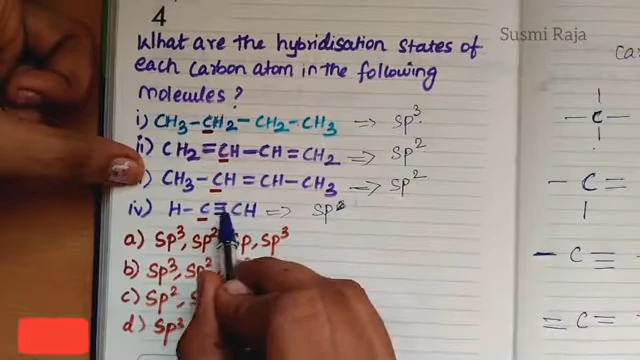 4
Susmi Raja
What are the hybridisation states of
each carbon atom in the following
molecules?
i) CH3-CH2-CH2-CH3 => Sp3.
ii) CH2=CH-CH=CH2 => Sp2
) CH3-CH=CH-CH3 => Sp2
iv) H-C≡CH => Sp
a) Sp3, Sp2, Sp, Sp3
b) Sp3, Sp2
c) Sp2,
d) Sp3
-C-
-C=
-C≡
=C=